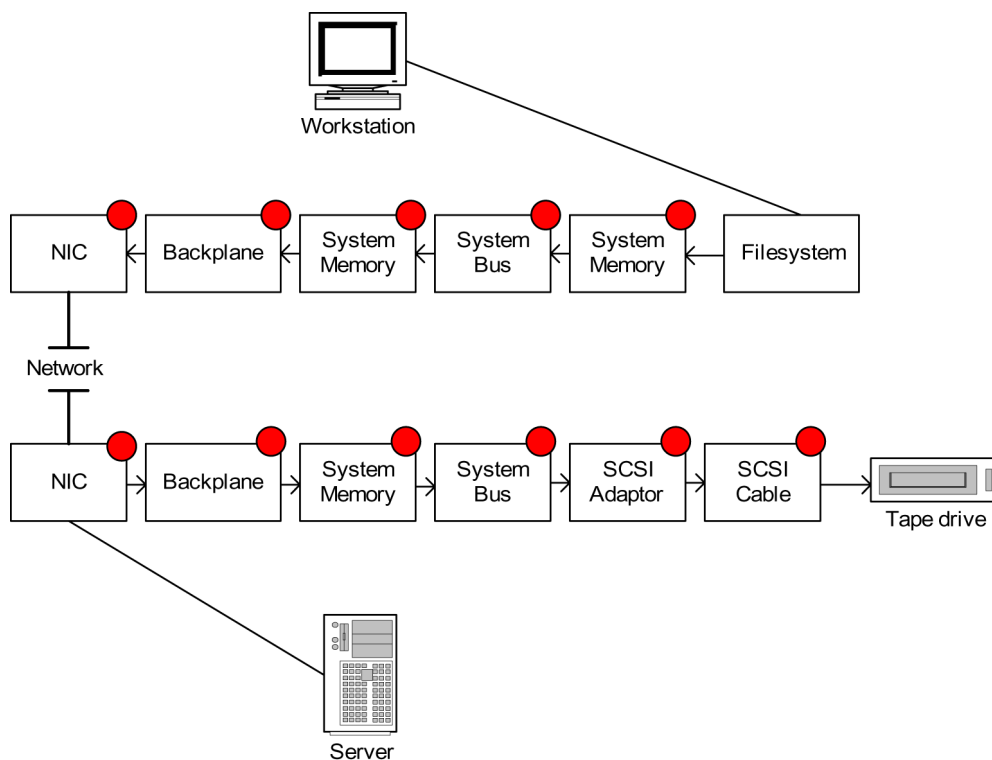 Workstation
NIC
Backplane
System
Memory
System
Bus
System
Memory
Filesystem
Network
NIC
Backplane
System
Memory
System
Bus
SCSI
Adaptor
SCSI
Cable
Tape drive
Server